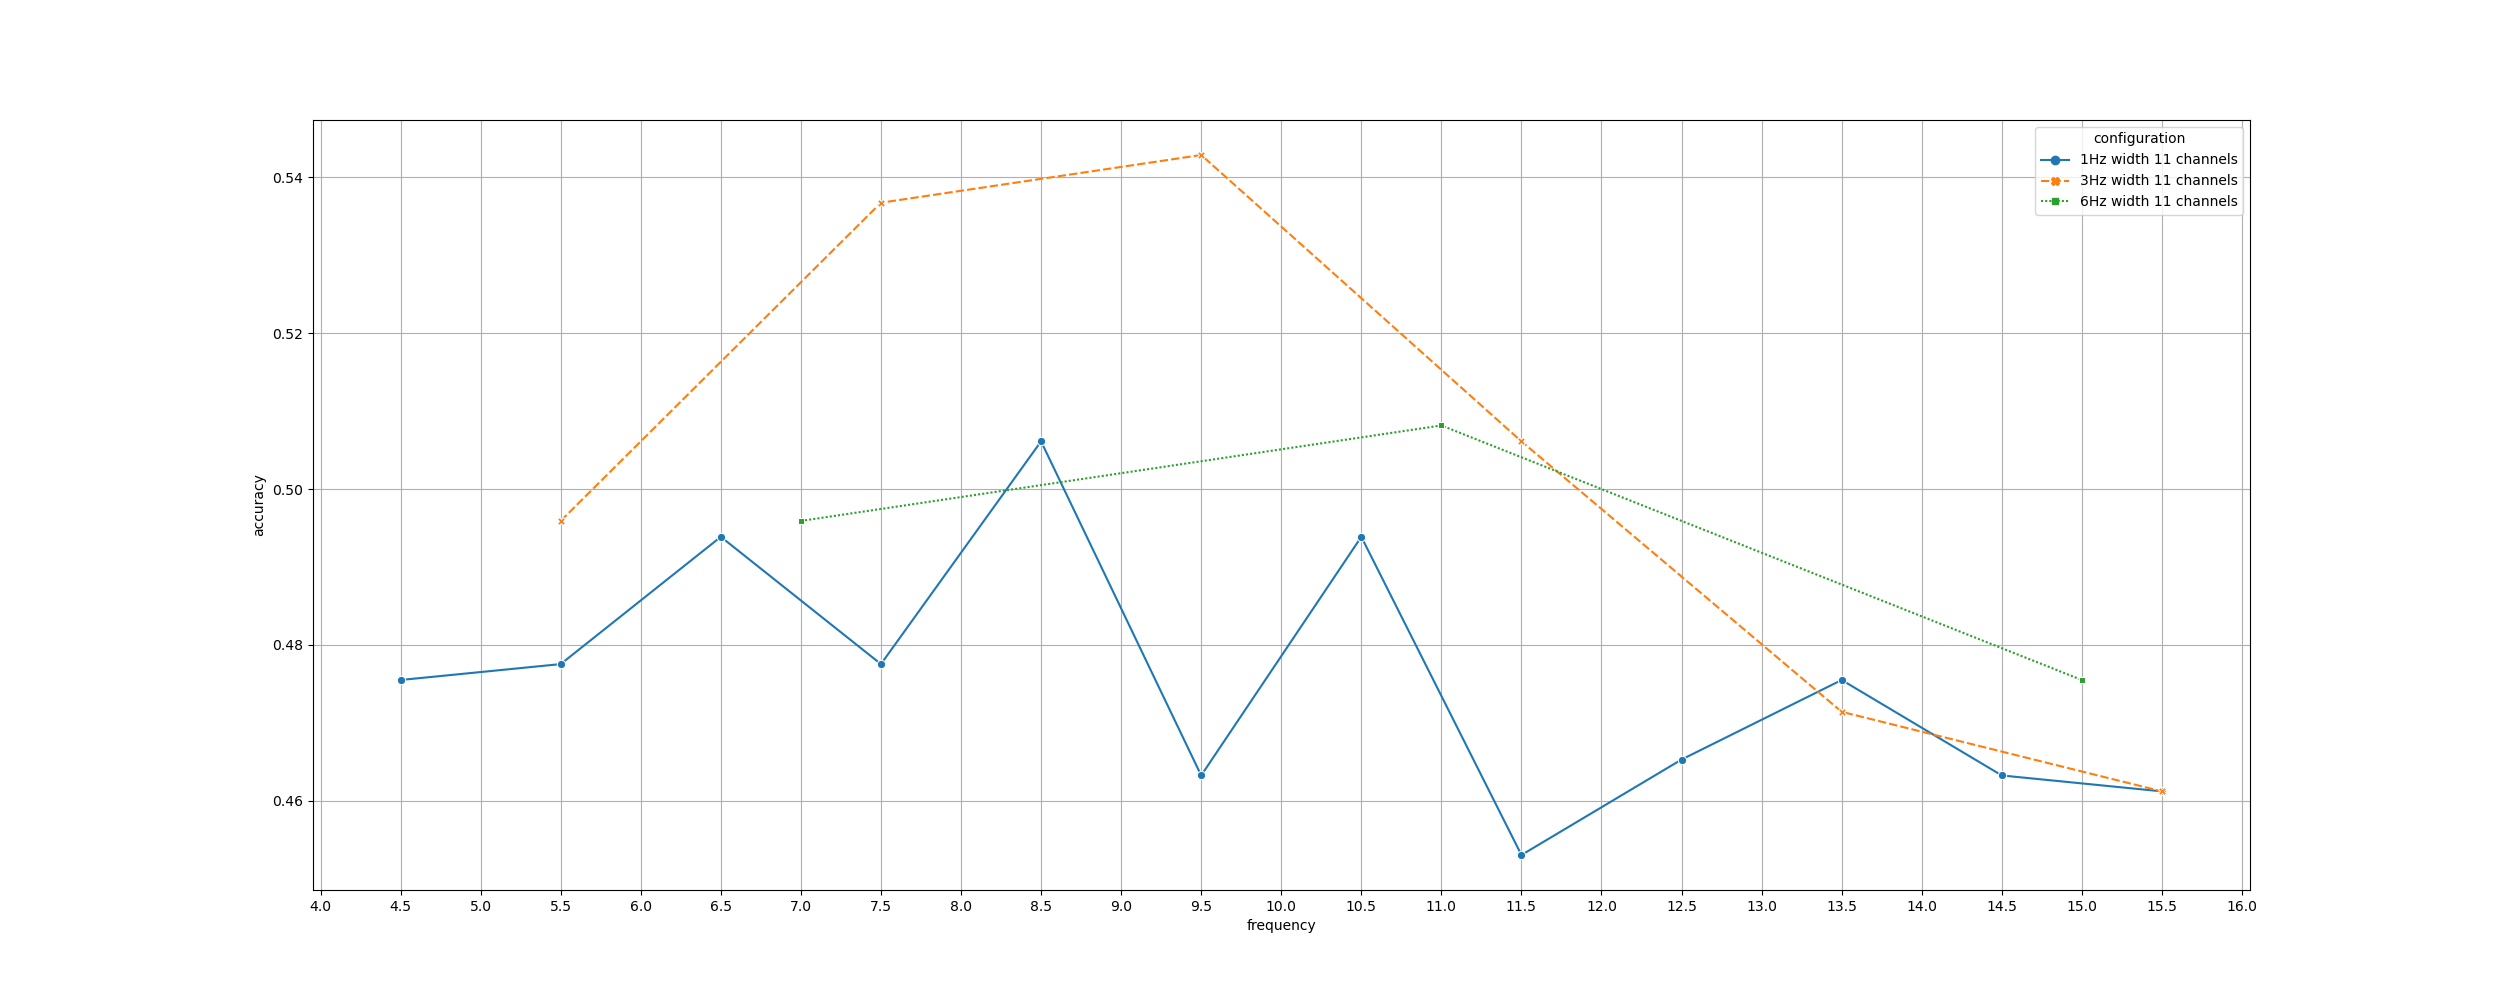 configuration
1Hz width 11 channels
3Hz width 11 channels
6Hz width 11 channels
0.54
0.52
0.50
0.48
0.46
accuracy
4.0 4.5 5.0 5.5 6.0 6.5 7.0 7.5 8.0 8.5 9.0 9.5 10.0 10.5 11.0 11.5 12.0 12.5 13.0 13.5 14.0 14.5 15.0 15.5 16.0
frequency